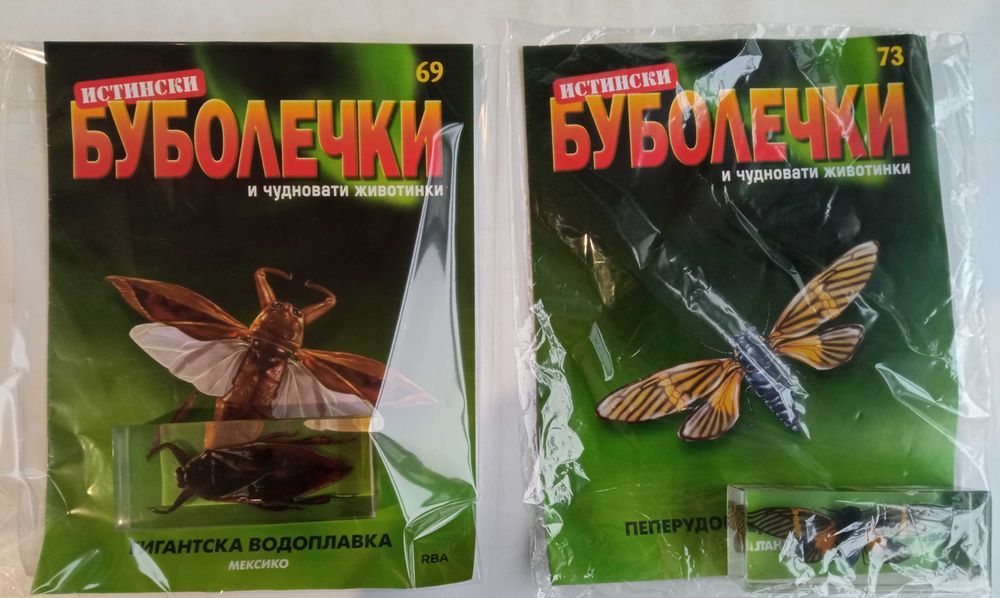 69
ИСТИНСКИ
БУБОЛЕЧКИ
и чудновати животинки
ГИГАНТСКА ВОДОПЛАВКА
МЕКСИКО
RBA
73
ИСТИНСКИ
БУБОЛЕЧКИ
и чудновати животинки